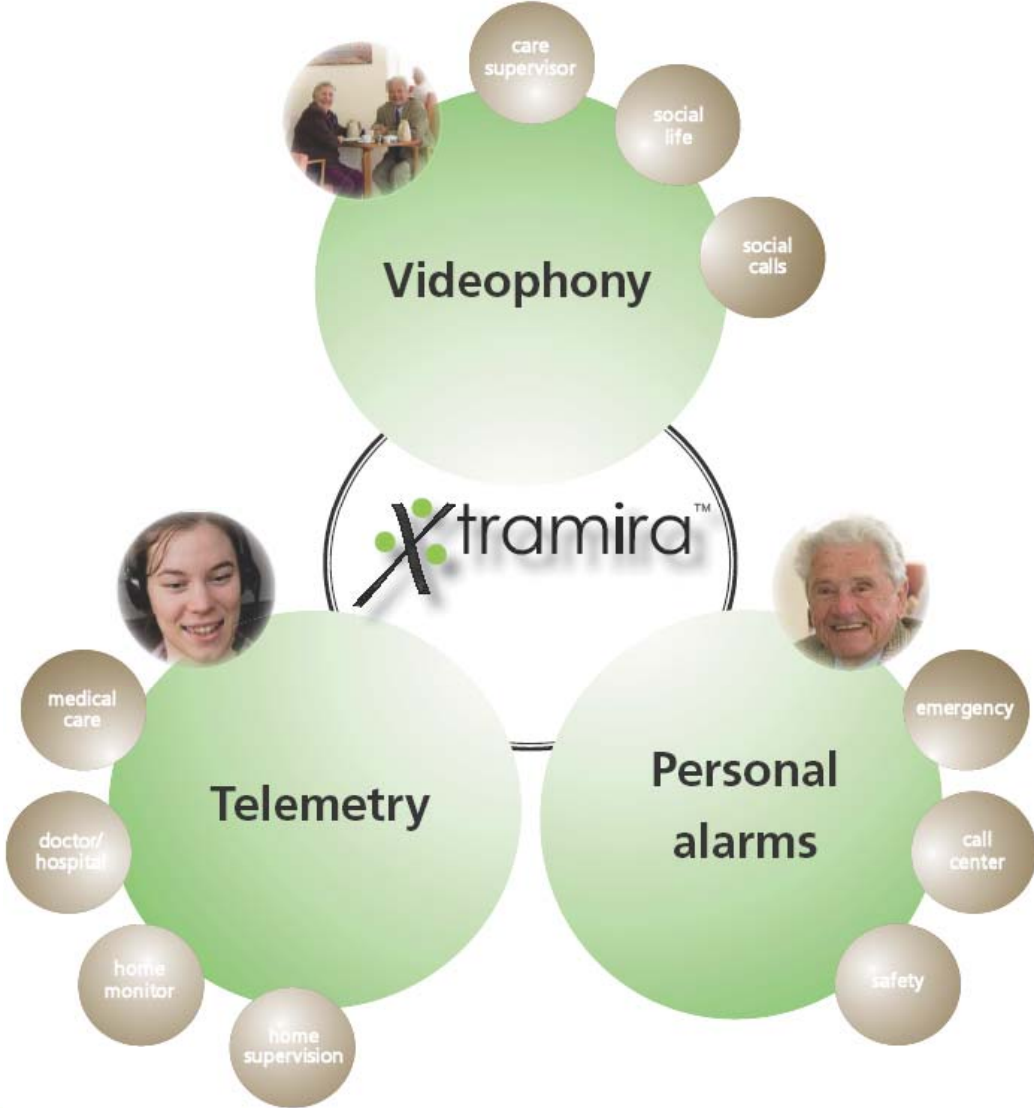 care
supervisor
social
life
social
calls
Videophony
Xtramira™
medical
care
doctor/
hospital
home
monitor
home
supervision
Telemetry
Personal
alarms
emergency
call
center
safety